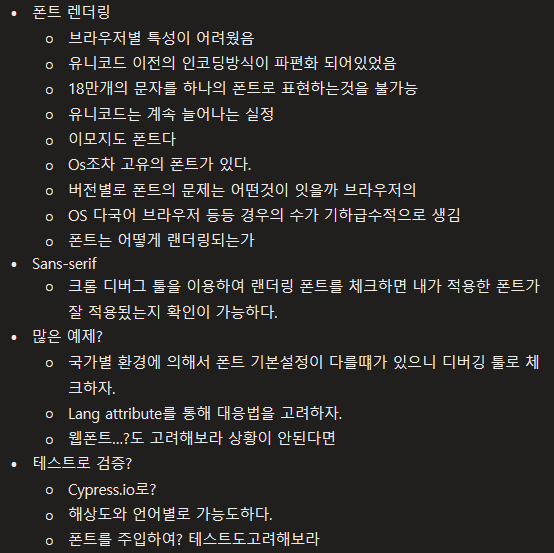 폰트 렌더링
브라우저별 특성이 어려웠음
유니코드 이전의 인코딩방식이 파편화 되어있었음
18만개의 문자를 하나의 폰트로 표현하는것을 불가능
유니코드는 계속 늘어나는 실정
이모지도 폰트다
Os조차 고유의 폰트가 있다.
버전별로 폰트의 문제는 어떤것이 잇을까 브라우저의
OS 다국어 브라우저 등등 경우의 수가 기하급수적으로 생김
폰트는 어떻게 랜더링되는가
Sans-serif
크롬 디버그 툴을 이용하여 랜더링 폰트를 체크하면 내가 적용한 폰트가
잘 적용됬는지 확인이 가능하다.
많은 예제?
국가별 환경에 의해서 폰트 기본설정이 다를떄가 있으니 디버깅 툴로 체
크하자.
Lang attribute를 통해 대응법을 고려하자.
웹폰트...?도 고려해보라 상황이 안된다면
테스트로 검증?
Cypress.io로?
해상도와 언어별로 가능도하다.
폰트를 주입하여? 테스트도고려해보라